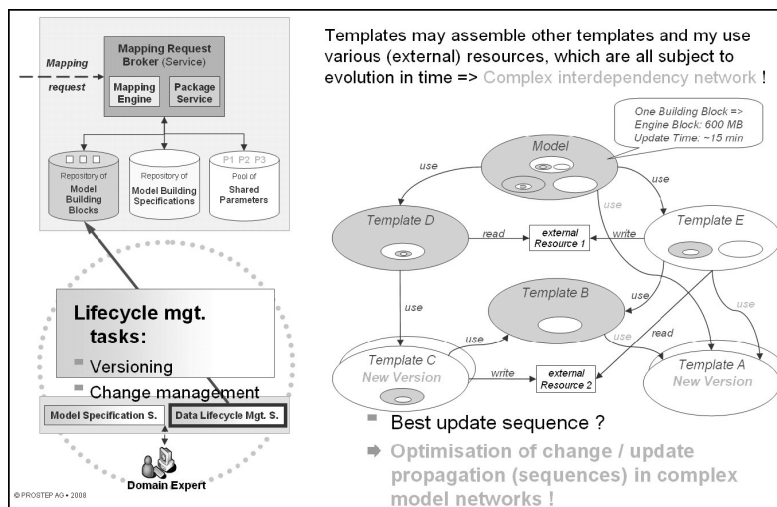 Mapping Request
Broker (Service)
Mapping
request
Mapping
Engine
Package
Service
Repository of
Model
Building
Blocks
Repository of
Model Building
Specifications
P1 P2 P3
Pool of
Shared
Parameters
Lifecycle mgt.
tasks:
Versioning
Change management
Model Specification S.
Data Lifecycle Mgt. S.
Domain Expert
© PROSTEP AG • 2008
Templates may assemble other templates and my use
various (external) resources, which are all subject to
evolution in time => Complex interdependency network !
One Building Block =>
Engine Block: 600 MB
Update Time: ~15 min
Model
use
use
use
Template D
read
external
Resource 1
write
Template E
use
Template B
use
use
use
read
use
Template C
New Version
write
external
Resource 2
Template A
New Version
Best update sequence ?
Optimisation of change / update
propagation (sequences) in complex
model networks !